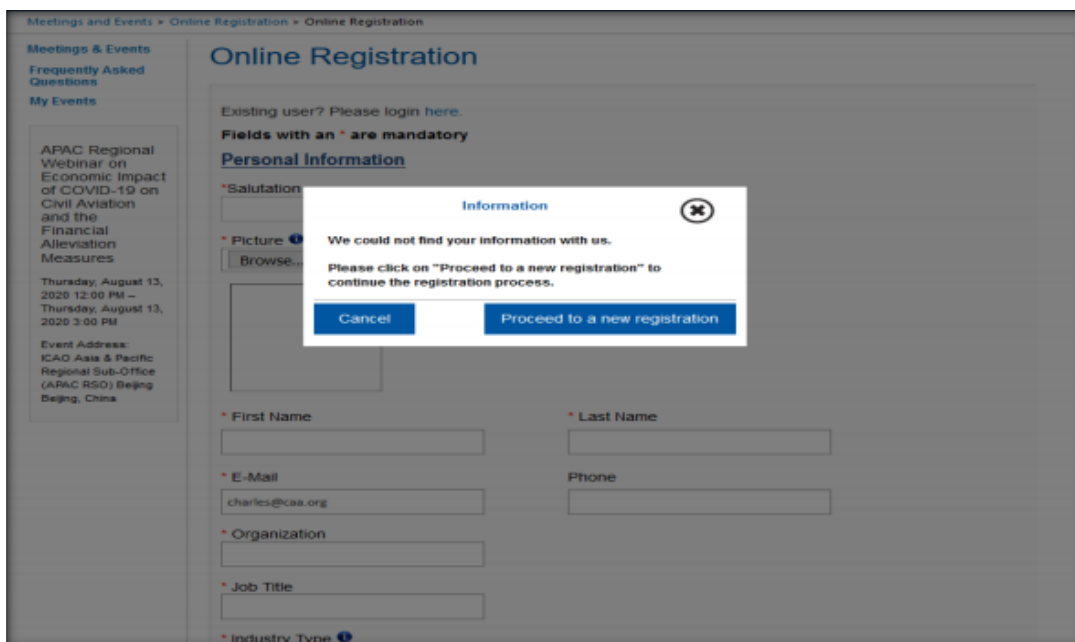 Meetings and Events ▸ Online Registration ▸ Online Registration
Meetings & Events
Frequently Asked
Questions
My Events
APAC Regional
Webinar on
Economic Impact
of COVID-19 on
Civil Aviation
and the
Financial
Alleviation
Measures
Thursday, August 13,
2020 12:00 PM –
Thursday, August 13,
2020 3:00 PM
Event Address:
ICAO Asia & Pacific
Regional Sub-Office
(APAC RSO) Beijing
Beijing, China
Online Registration
Existing user? Please login here.
Fields with an * are mandatory
Personal Information
*Salutation
* Picture
Browse...
Information
We could not find your information with us.
Please click on "Proceed to a new registration" to
continue the registration process.
Cancel Proceed to a new registration
* First Name * Last Name
* E-Mail Phone
charles@caa.org
* Organization
* Job Title
* Industry Type